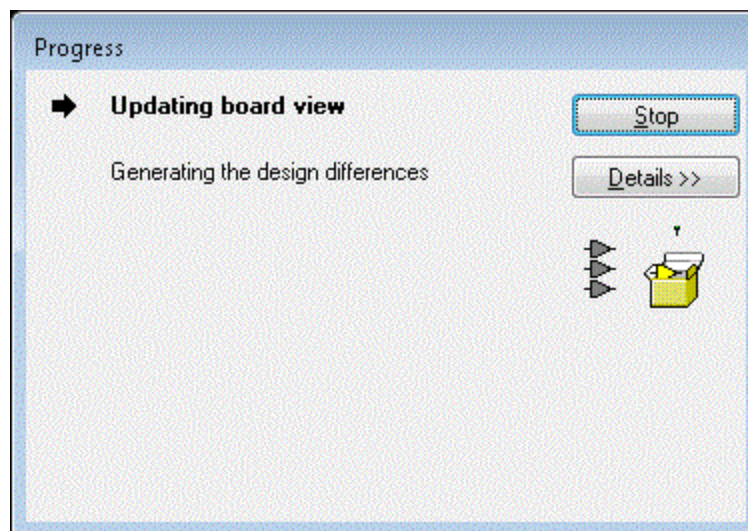 Progress
Updating board view
Stop
Generating the design differences
Details >>